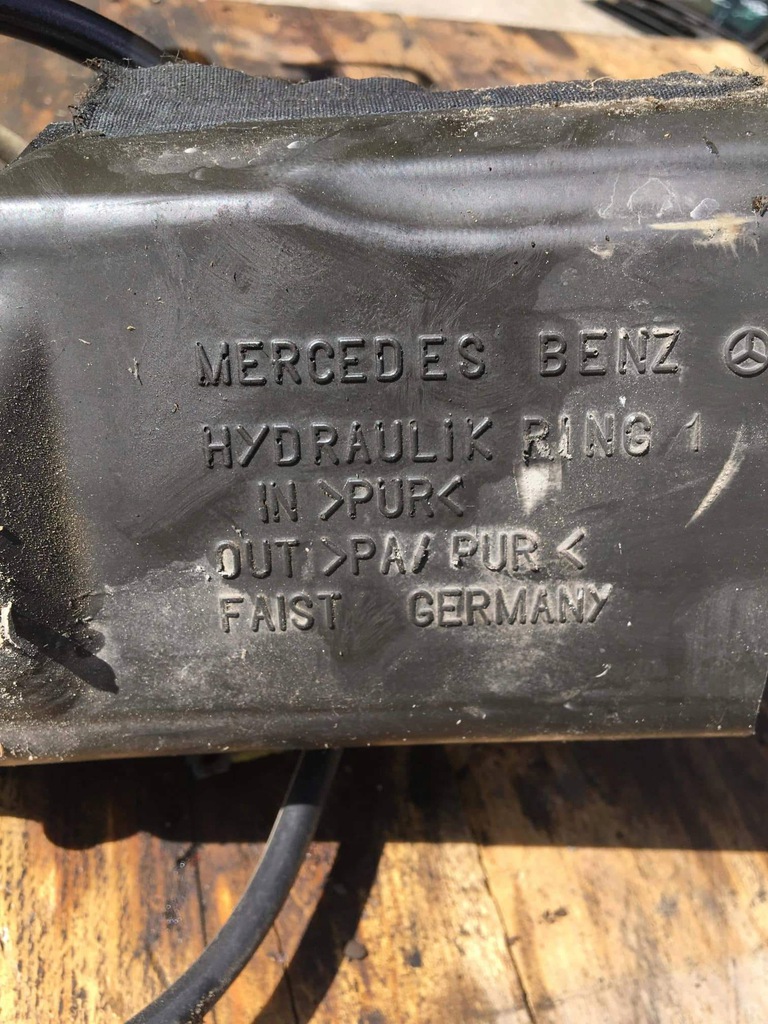 MERCEDES BENZ
HYDRAULIK RING 1
IN >PUR<
OUT >PA/ PUR <
FAIST GERMANY